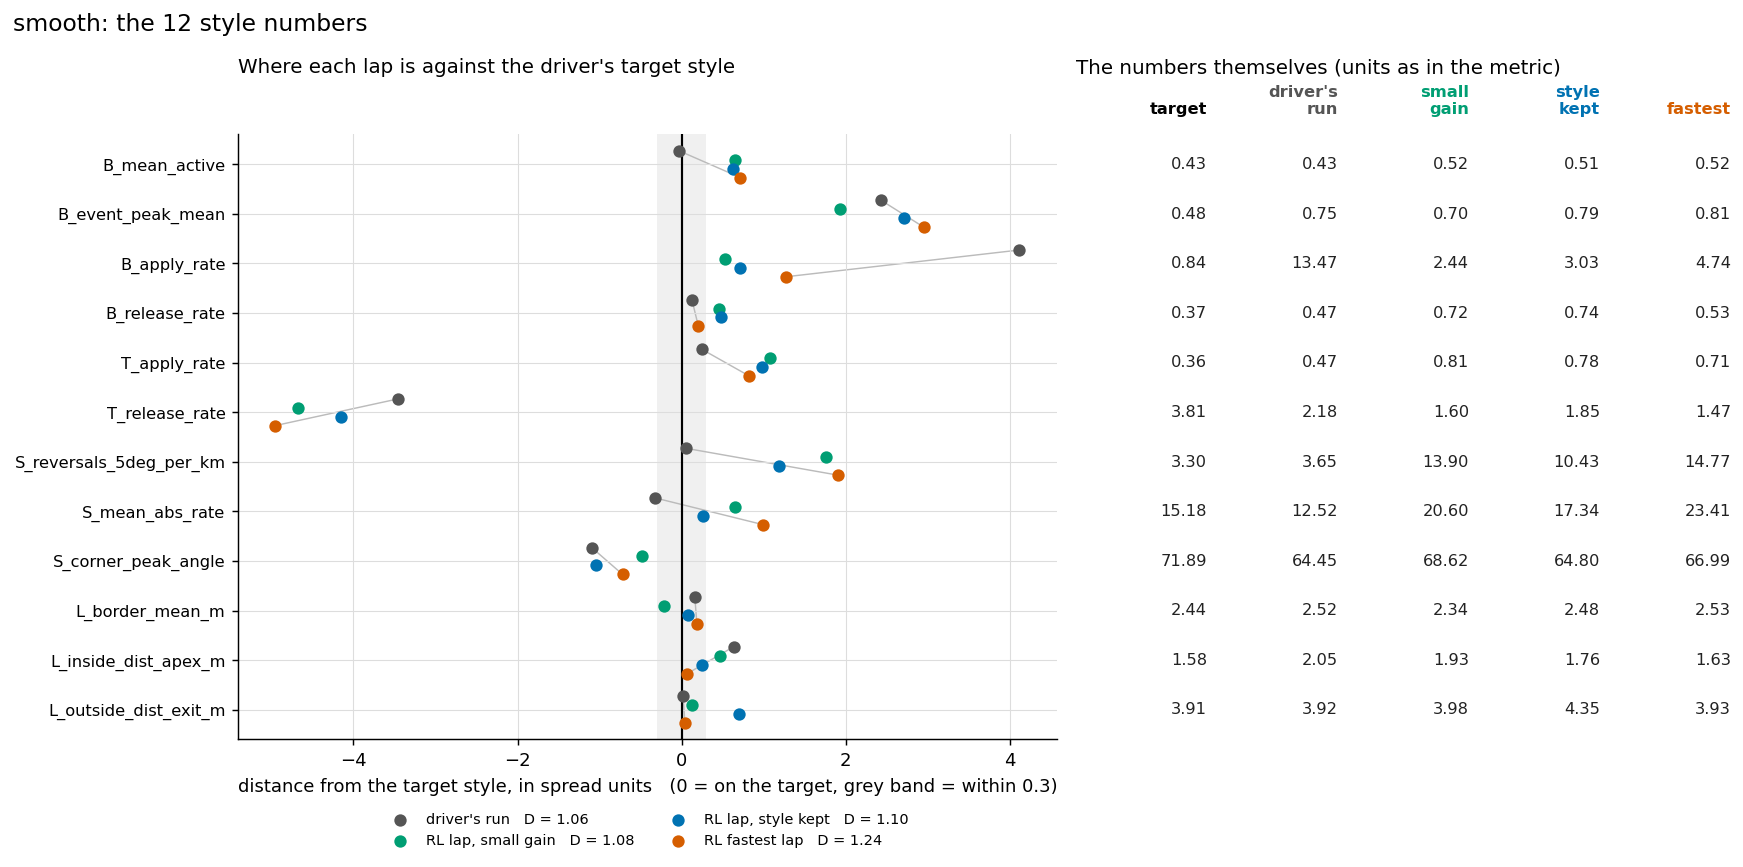 smooth: the 12 style numbers
Where each lap is against the driver's target style
B_mean_active
B_event_peak_mean
B_apply_rate
B_release_rate
T_apply_rate
T_release_rate
S_reversals_5deg_per_km
S_mean_abs_rate
S_corner_peak_angle
L_border_mean_m
L_inside_dist_apex_m
L_outside_dist_exit_m
−4 −2 0 2 4
distance from the target style, in spread units (0 = on the target, grey band = within 0.3)
driver's run D = 1.06
RL lap, small gain D = 1.08
RL lap, style kept D = 1.10
RL fastest lap D = 1.24
The numbers themselves (units as in the metric)
target driver's run small gain style kept fastest
0.43 0.43 0.52 0.51 0.52
0.48 0.75 0.70 0.79 0.81
0.84 13.47 2.44 3.03 4.74
0.37 0.47 0.72 0.74 0.53
0.36 0.47 0.81 0.78 0.71
3.81 2.18 1.60 1.85 1.47
3.30 3.65 13.90 10.43 14.77
15.18 12.52 20.60 17.34 23.41
71.89 64.45 68.62 64.80 66.99
2.44 2.52 2.34 2.48 2.53
1.58 2.05 1.93 1.76 1.63
3.91 3.92 3.98 4.35 3.93